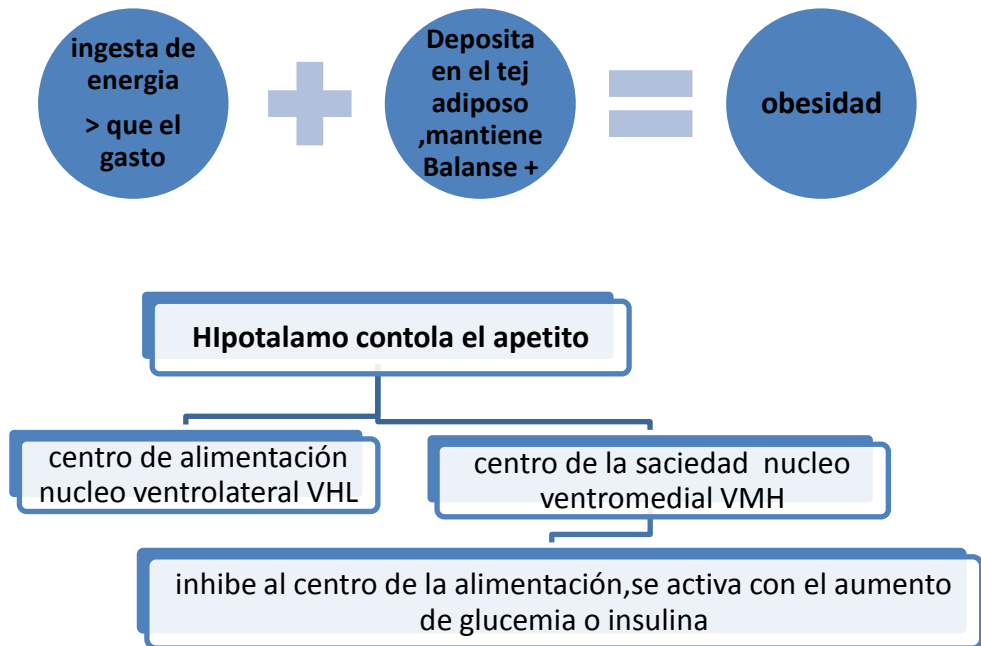 ingesta de
energia
> que el
gasto
Deposita
en el tej
adiposo
,mantiene
Balanse +
obesidad
HIpotalamo contola el apetito
centro de alimentación
nucleo ventrolateral VHL
centro de la saciedad nucleo
ventromedial VMH
inhibe al centro de la alimentación,se activa con el aumento
de glucemia o insulina